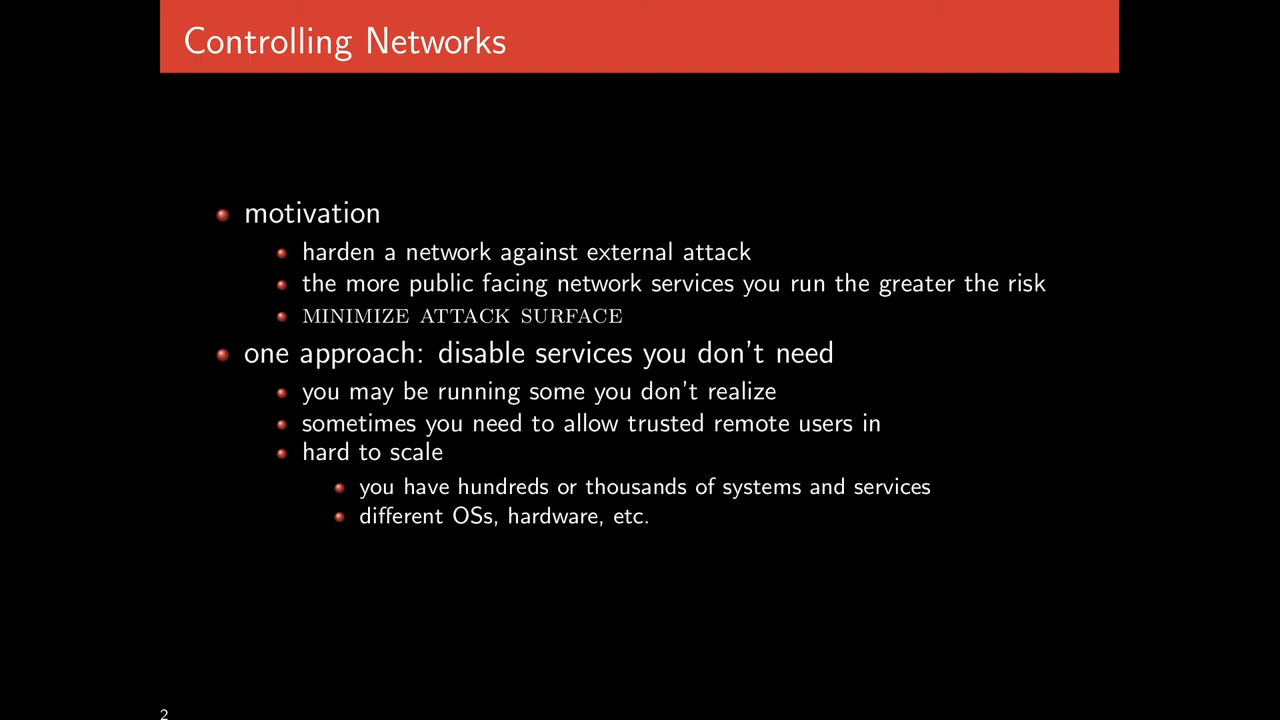 Controlling Networks
motivation
harden a network against external attack
the more public facing network services you run the greater the risk
MINIMIZE ATTACK SURFACE
one approach: disable services you don't need
you may be running some you don't realize
sometimes you need to allow trusted remote users in
hard to scale
you have hundreds or thousands of systems and services
different OSs, hardware, etc.
2